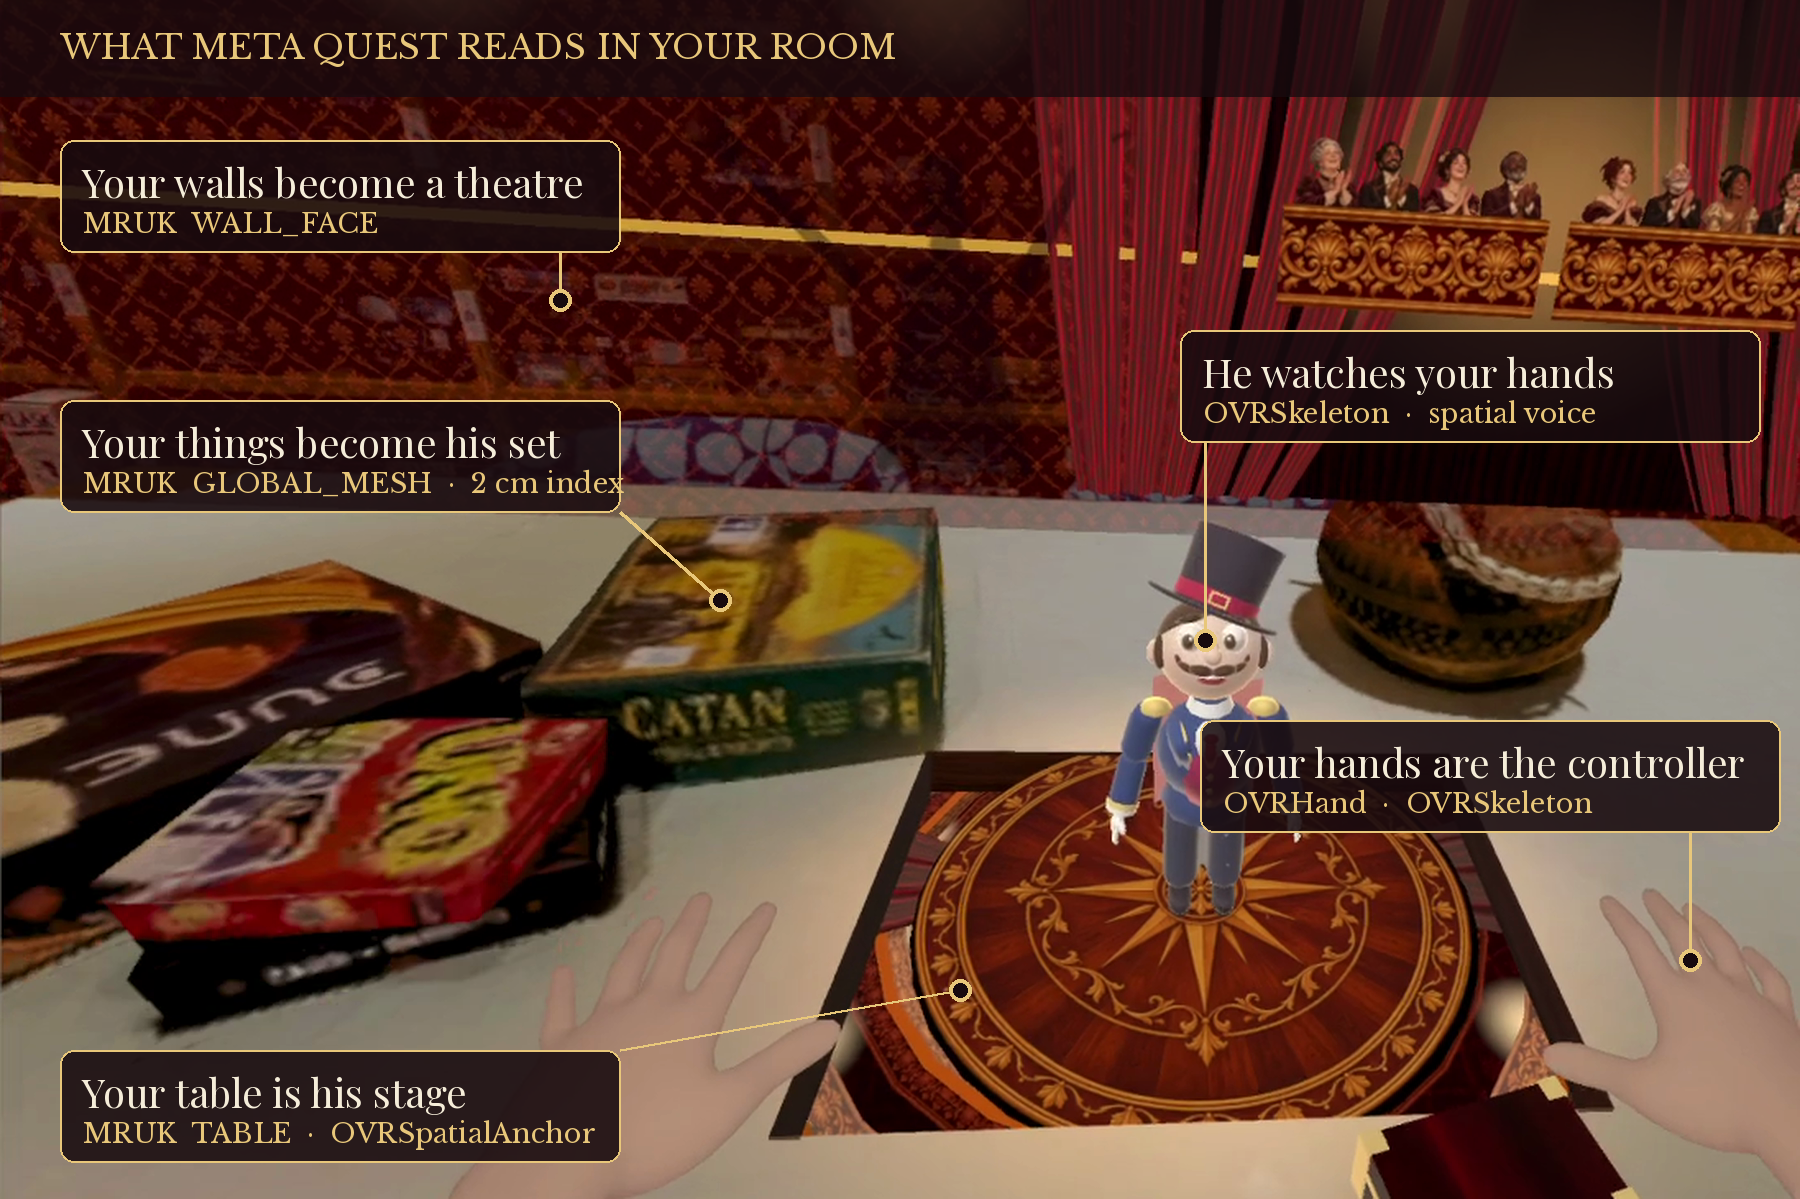 WHAT META QUEST READS IN YOUR ROOM
Your walls become a theatre
MRUK WALL_FACE
He watches your hands
OVRSkeleton · spatial voice
Your things become his set
MRUK GLOBAL_MESH · 2 cm index
CATAN
DUNE
UNO
Your hands are the controller
OVRHand · OVRSkeleton
Your table is his stage
MRUK TABLE · OVRSpatialAnchor